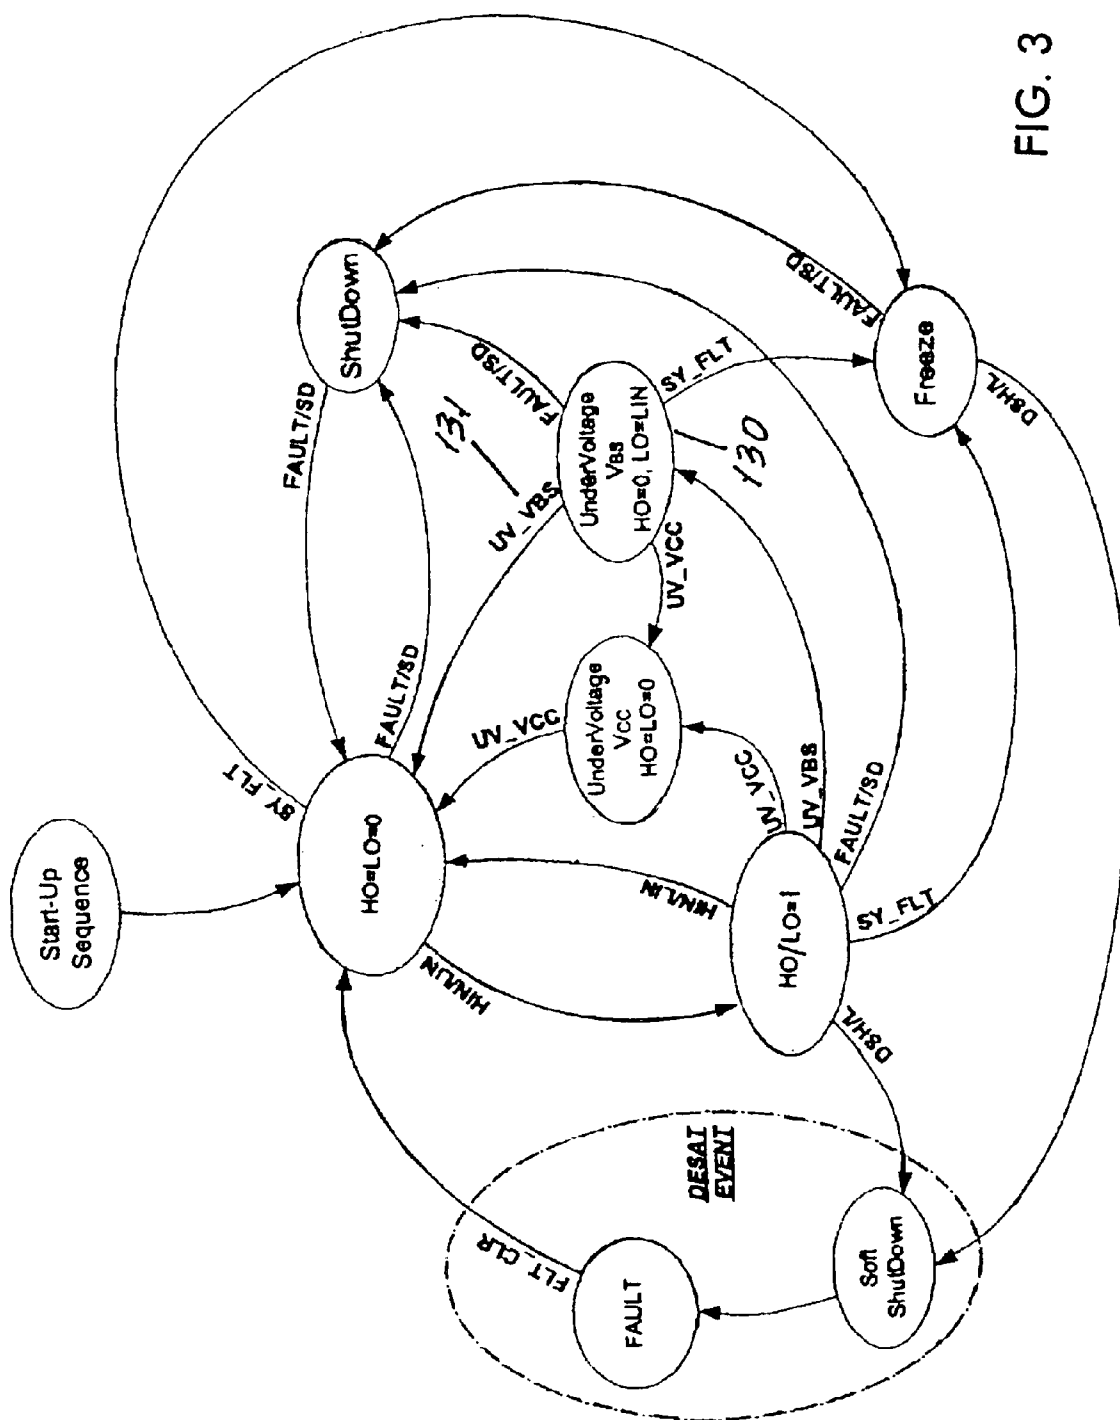 Start-Up
Sequence
HO=LO=0
SY_FLT
FAULT/SD
FAULT/SD
ShutDown
HIN/LIN
HIN/LIN
UV_VCC
UV_VBS
131
FAULT/SD
UnderVoltage
VCC
HO=LO=0
UV_VCC
UnderVoltage
VBS
HO=0, LO=LIN
SY_FLT
130
FAULT/SD
HO/LO=1
UV_VCC
UV_VBS
FAULT/SD
SY_FLT
DSH/L
Freeze
DSH/L
FLT_CLR
FAULT
DESAT
EVENT
Soft
ShutDown
FIG. 3